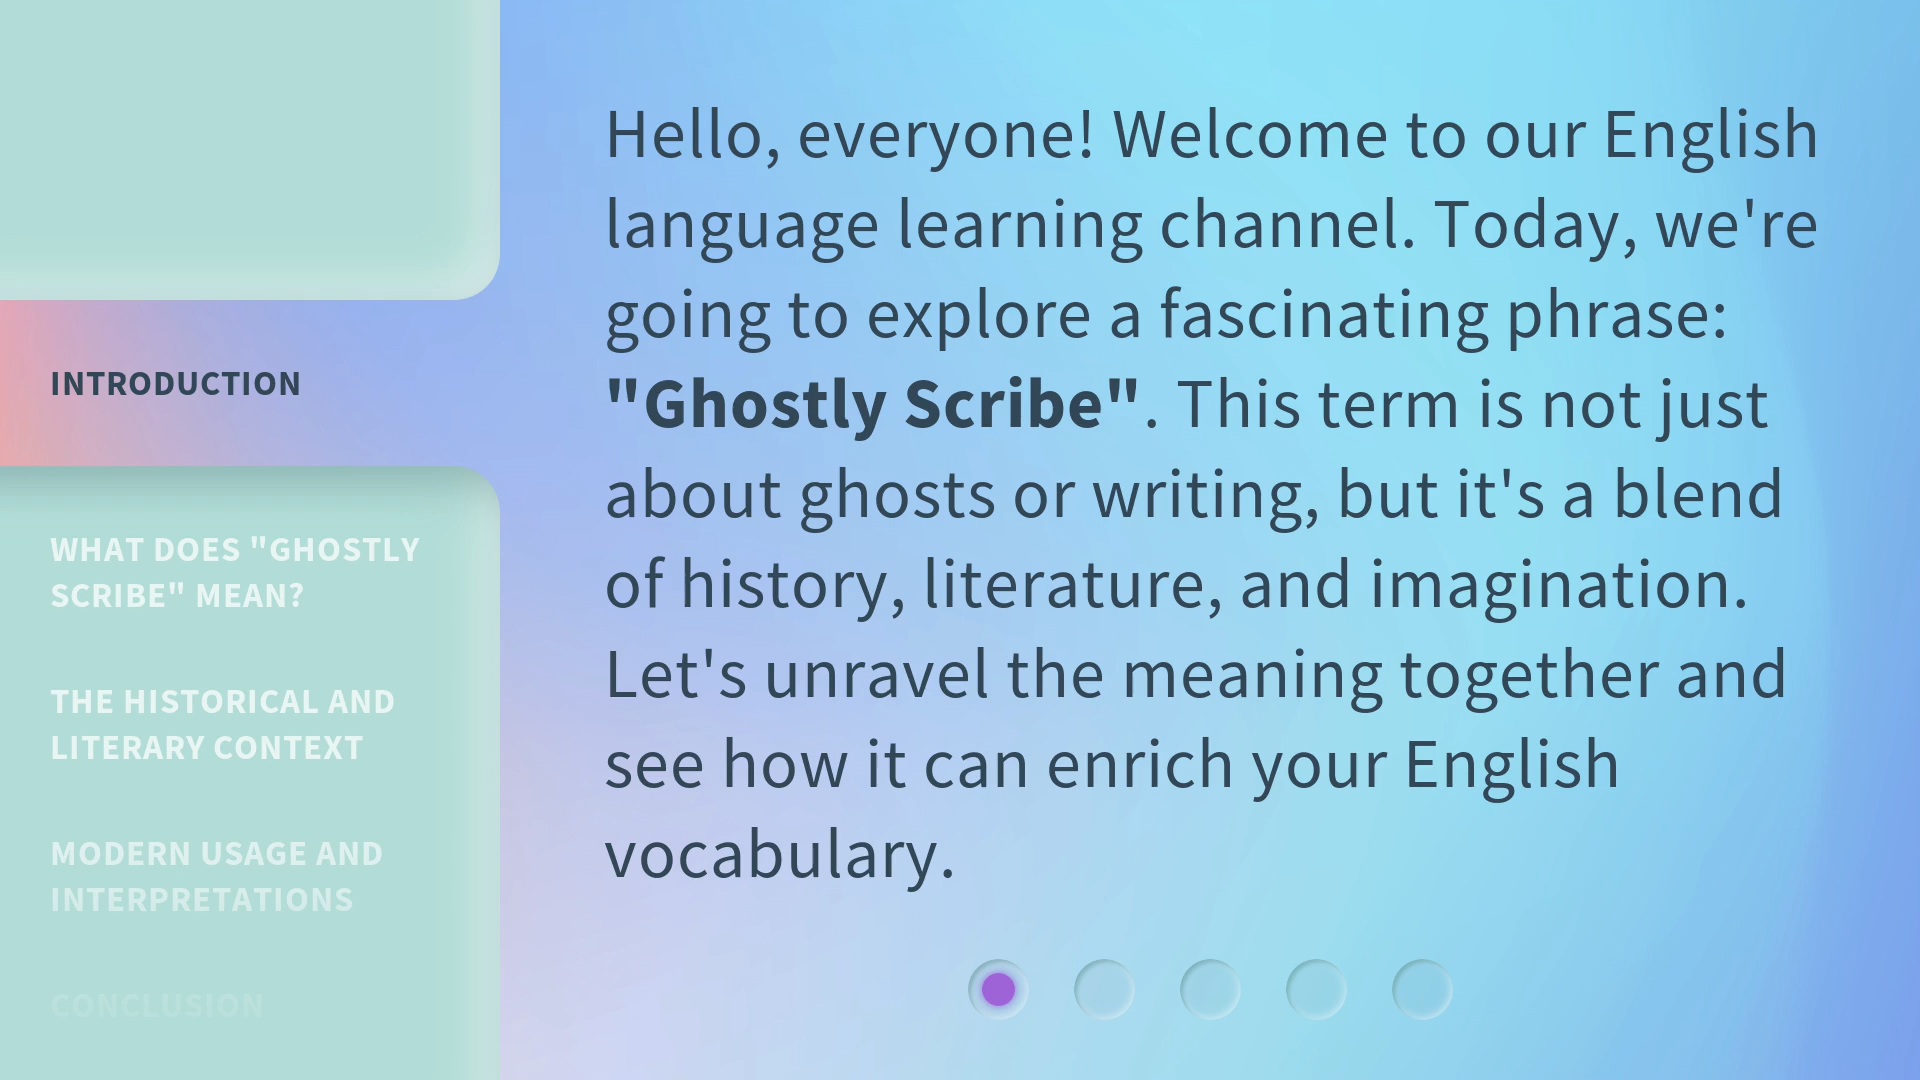 INTRODUCTION
WHAT DOES "GHOSTLY
SCRIBE" MEAN?
THE HISTORICAL AND
LITERARY CONTEXT
MODERN USAGE AND
INTERPRETATIONS
CONCLUSION
Hello, everyone! Welcome to our English
language learning channel. Today, we're
going to explore a fascinating phrase:
"Ghostly Scribe". This term is not just
about ghosts or writing, but it's a blend
of history, literature, and imagination.
Let's unravel the meaning together and
see how it can enrich your English
vocabulary.